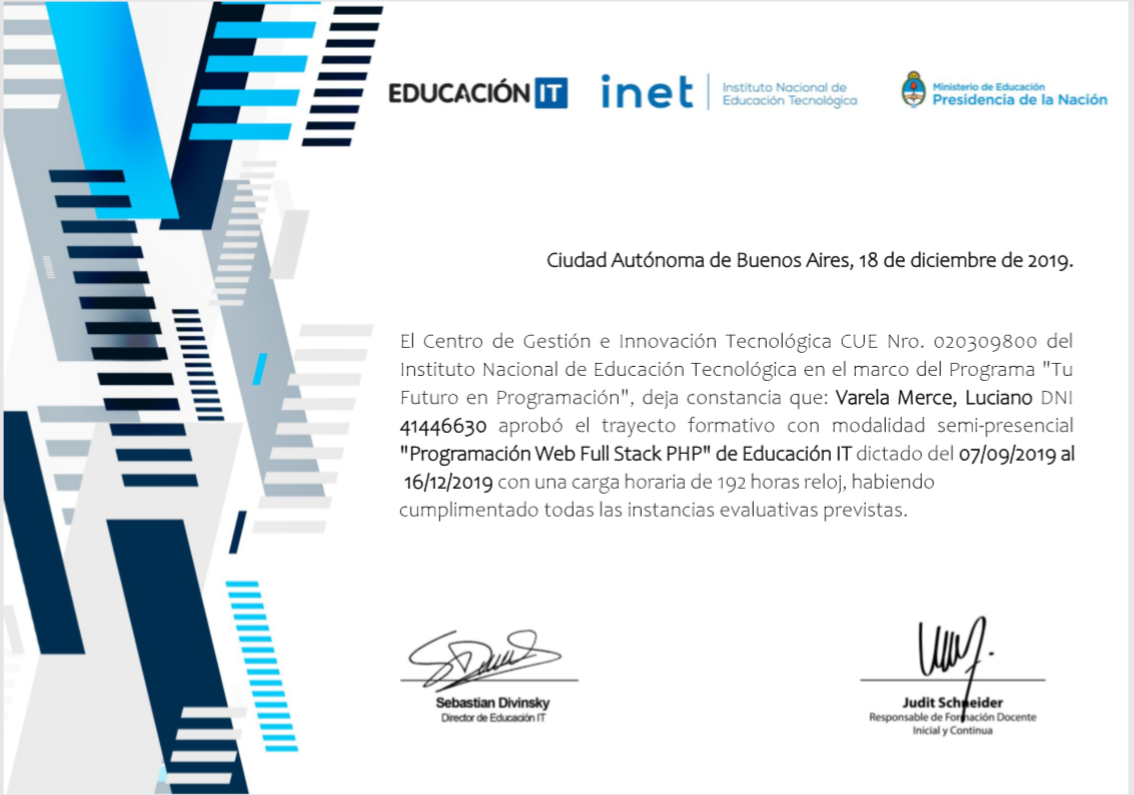 EDUCACIÓN IT
inet
Instituto Nacional de
Educación Tecnológica
Ministerio de Educación
Presidencia de la Nación
Ciudad Autónoma de Buenos Aires, 18 de diciembre de 2019.
El Centro de Gestión e Innovación Tecnológica CUE Nro. 020309800 del
Instituto Nacional de Educación Tecnológica en el marco del Programa "Tu
Futuro en Programación", deja constancia que: Varela Merce, Luciano DNI
41446630 aprobó el trayecto formativo con modalidad semi-presencial
"Programación Web Full Stack PHP" de Educación IT dictado del 07/09/2019 al
16/12/2019 con una carga horaria de 192 horas reloj, habiendo
cumplimentado todas las instancias evaluativas previstas.
Sebastian Divinsky
Director de Educación IT
Judit Schneider
Responsable de Formación Docente
Inicial y Continua